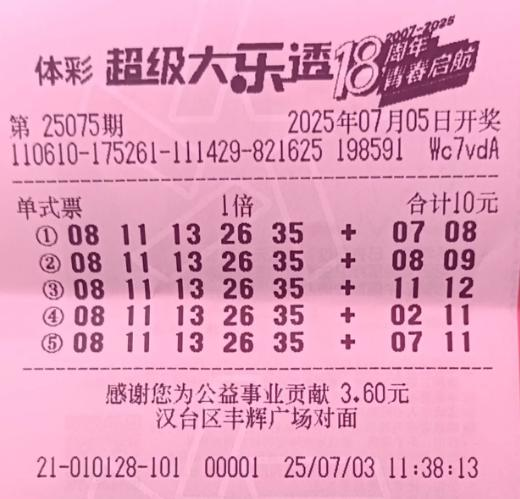 体彩 超级大乐透 18 2007-2025 周年 青春启航
第 25075期 2025年07月05日开奖
110610-175261-111429-821625 198591 Wc7vdA
单式票 1倍 合计10元
① 08 11 13 26 35 + 07 08
② 08 11 13 26 35 + 08 09
③ 08 11 13 26 35 + 11 12
④ 08 11 13 26 35 + 02 11
⑤ 08 11 13 26 35 + 07 11
感谢您为公益事业贡献 3.60元
汉台区丰辉广场对面
21-010128-101 00001 25/07/03 11:38:13